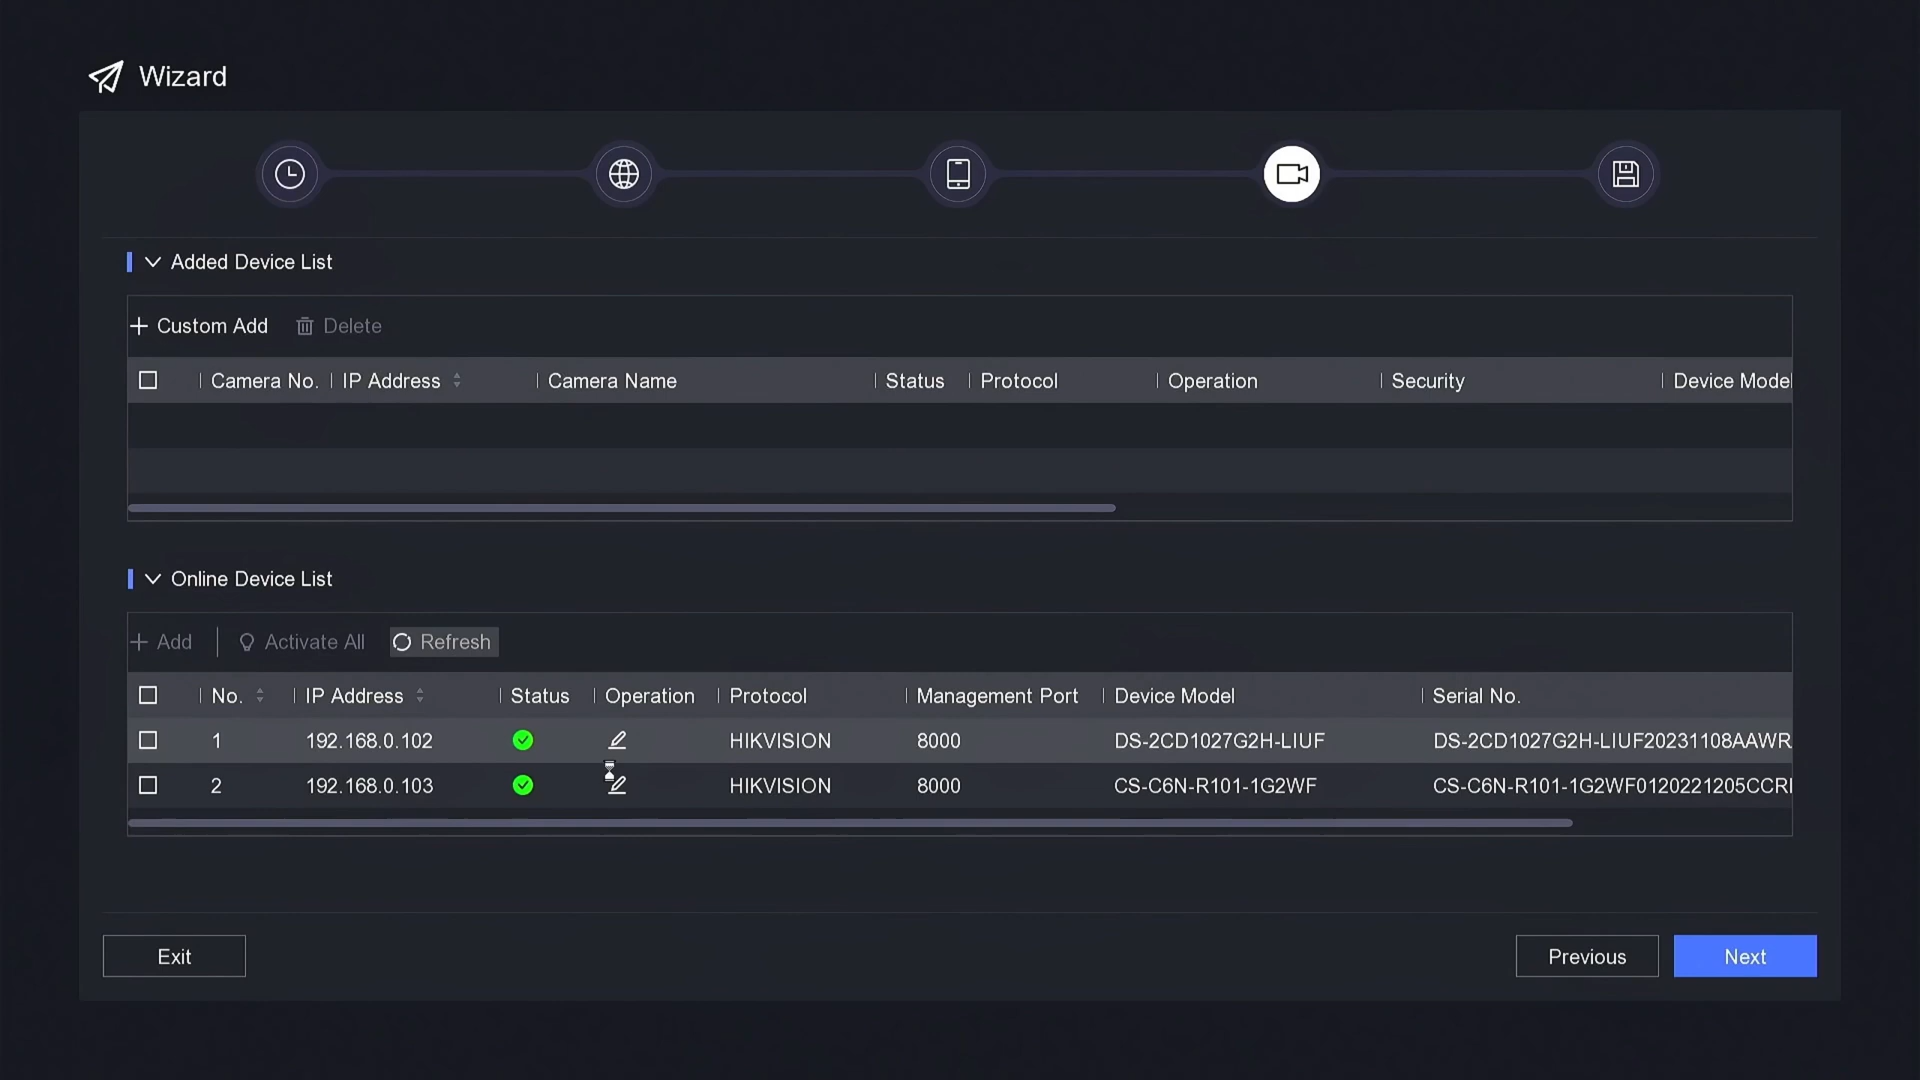 Wizard
Added Device List
Custom Add Delete
Camera No. IP Address Camera Name Status Protocol Operation Security Device Model
Online Device List
Add Activate All Refresh
No. IP Address Status Operation Protocol Management Port Device Model Serial No.
1 192.168.0.102 HIKVISION 8000 DS-2CD1027G2H-LIUF DS-2CD1027G2H-LIUF20231108AAWR
2 192.168.0.103 HIKVISION 8000 CS-C6N-R101-1G2WF CS-C6N-R101-1G2WF0120221205CCR
Exit Previous Next